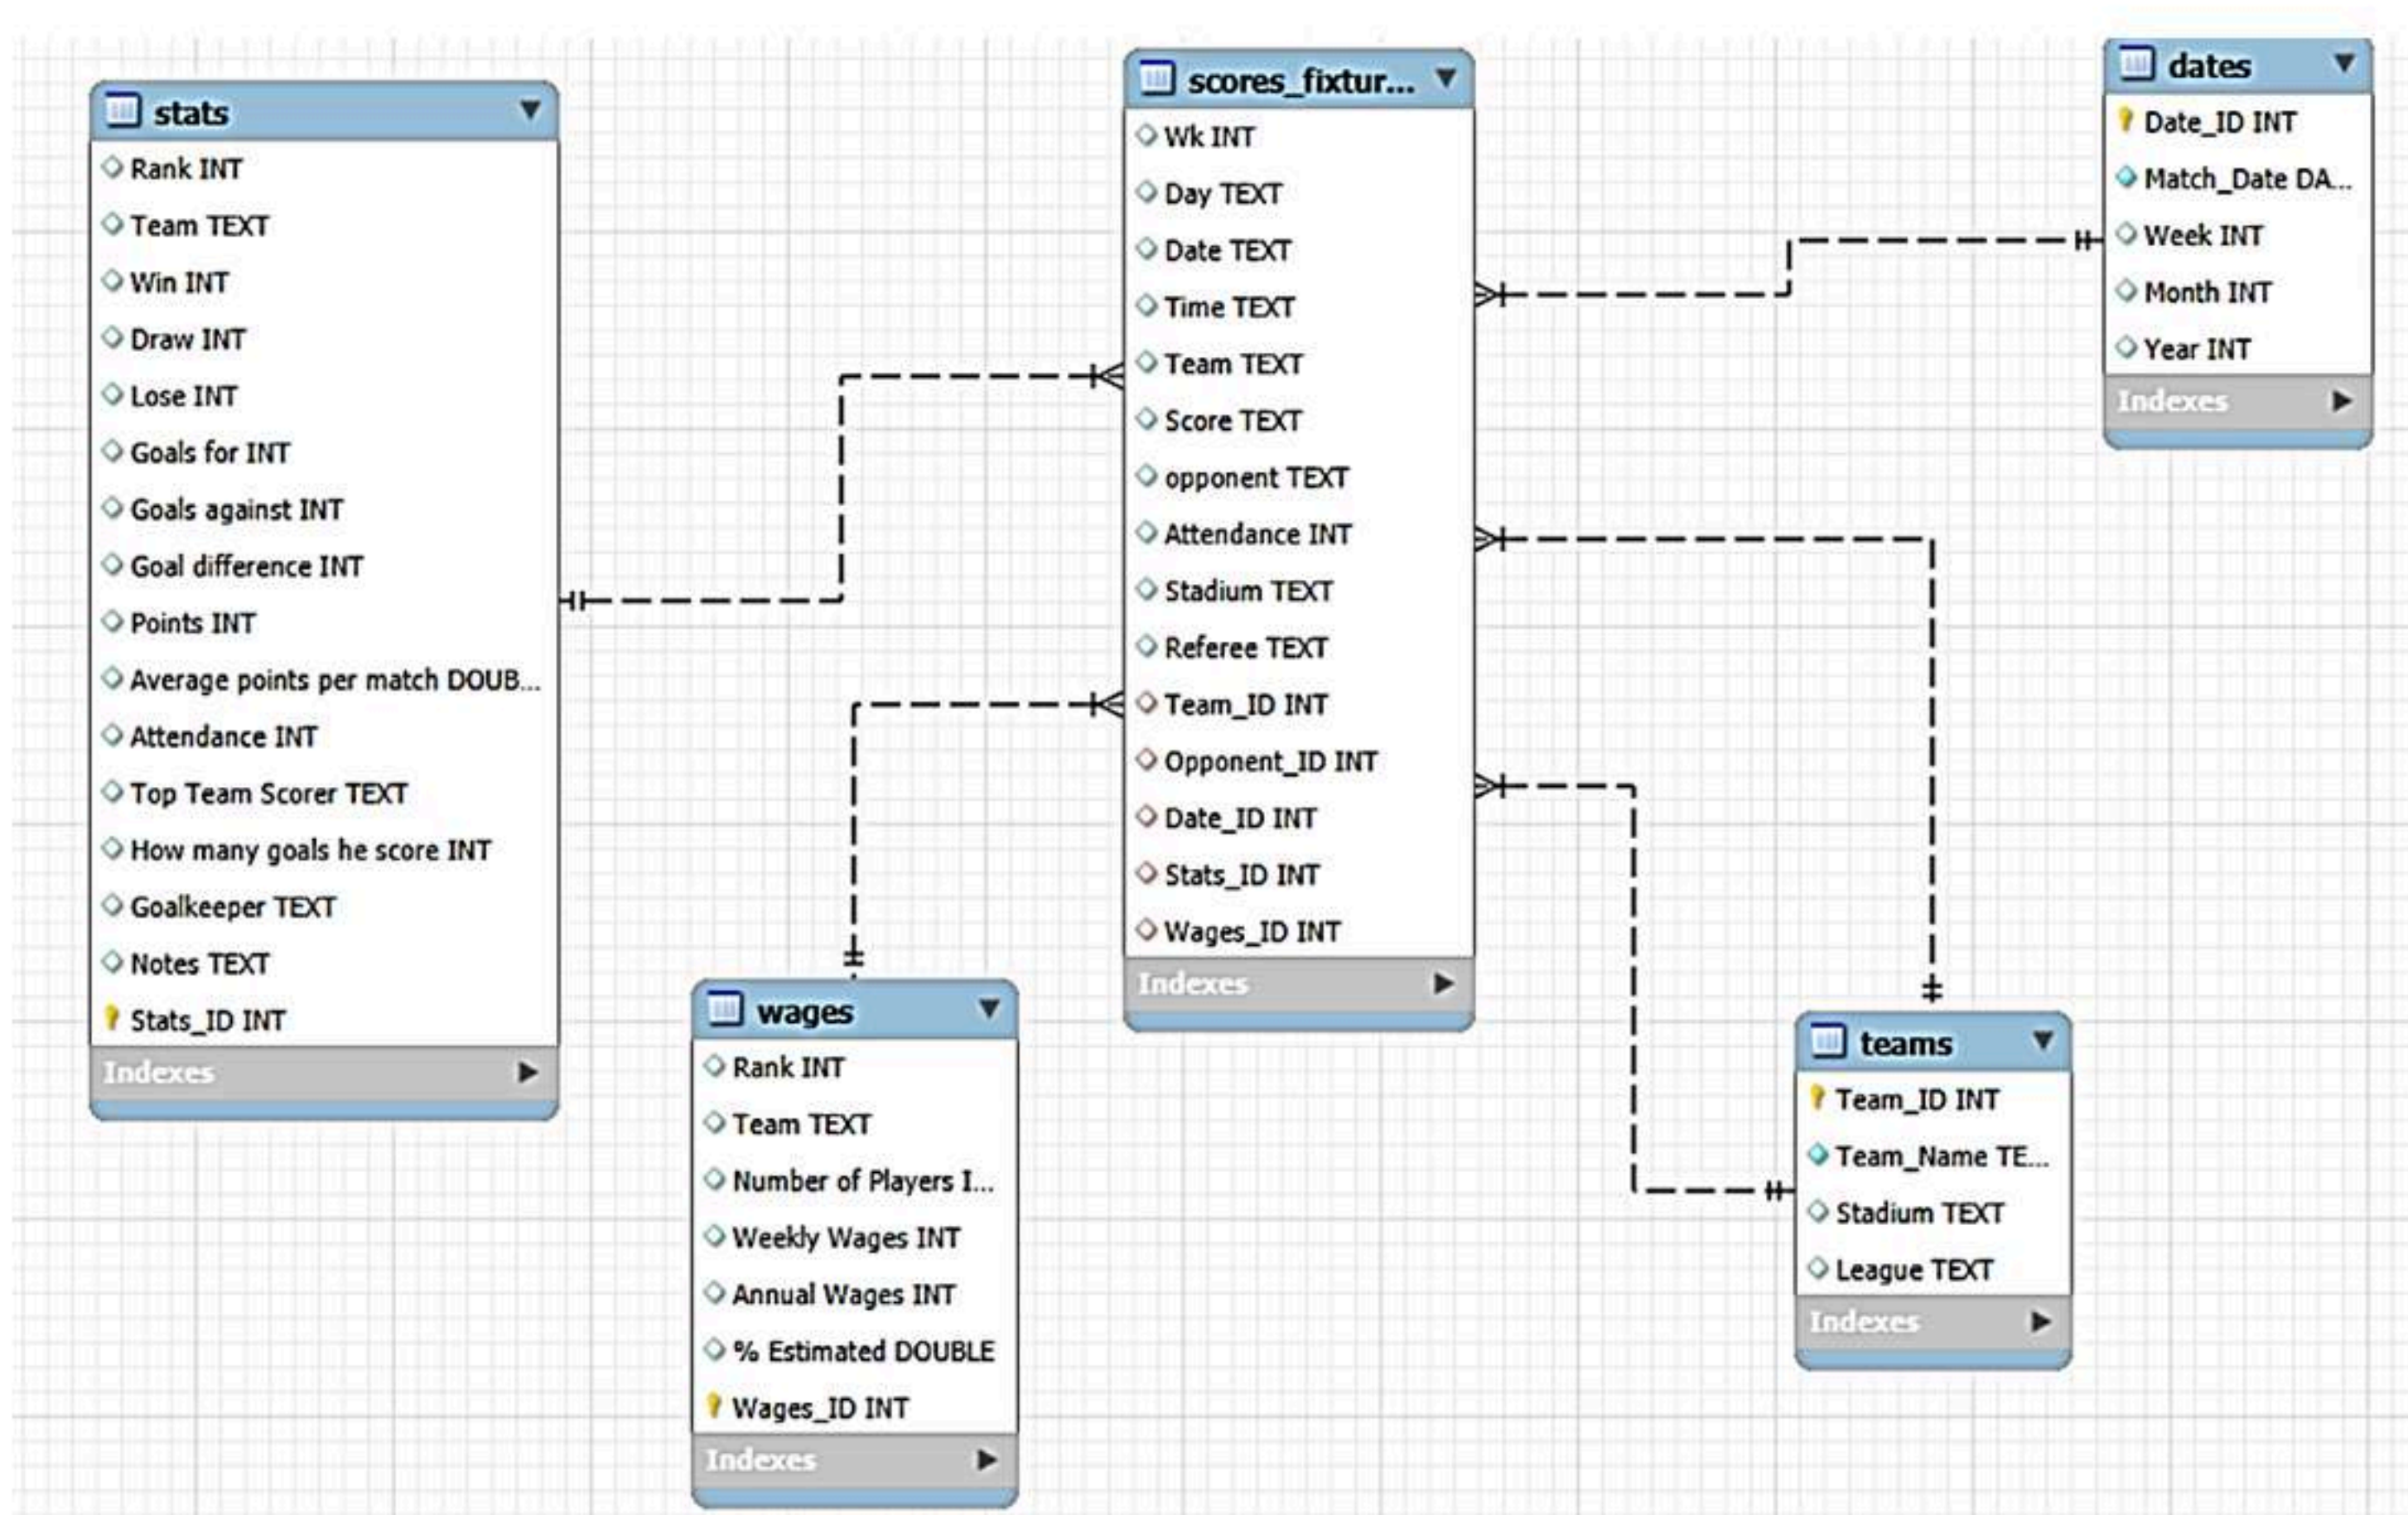 stats
Rank INT
Team TEXT
Win INT
Draw INT
Lose INT
Goals for INT
Goals against INT
Goal difference INT
Points INT
Average points per match DOUB...
Attendance INT
Top Team Scorer TEXT
How many goals he score INT
Goalkeeper TEXT
Notes TEXT
Stats_ID INT
Indexes
wages
Rank INT
Team TEXT
Number of Players I...
Weekly Wages INT
Annual Wages INT
% Estimated DOUBLE
Wages_ID INT
Indexes
scores_fixtur...
Wk INT
Day TEXT
Date TEXT
Time TEXT
Team TEXT
Score TEXT
opponent TEXT
Attendance INT
Stadium TEXT
Referee TEXT
Team_ID INT
Opponent_ID INT
Date_ID INT
Stats_ID INT
Wages_ID INT
Indexes
dates
Date_ID INT
Match_Date DA...
Week INT
Month INT
Year INT
Indexes
teams
Team_ID INT
Team_Name TE...
Stadium TEXT
League TEXT
Indexes